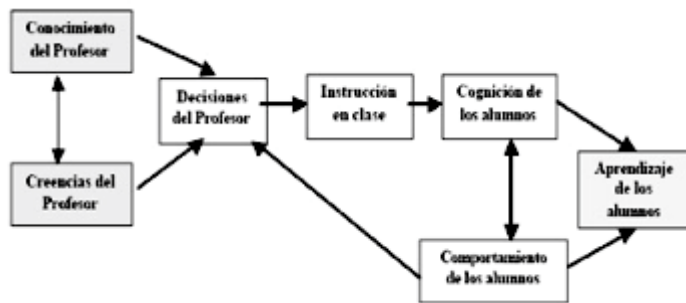 Conocimiento
del Profesor
Decisiones
del Profesor
Instrucción
en clase
Cognición de
los alumnos
Creencias del
Profesor
Aprendizaje
de los
alumnos
Comportamiento
de los alumnos